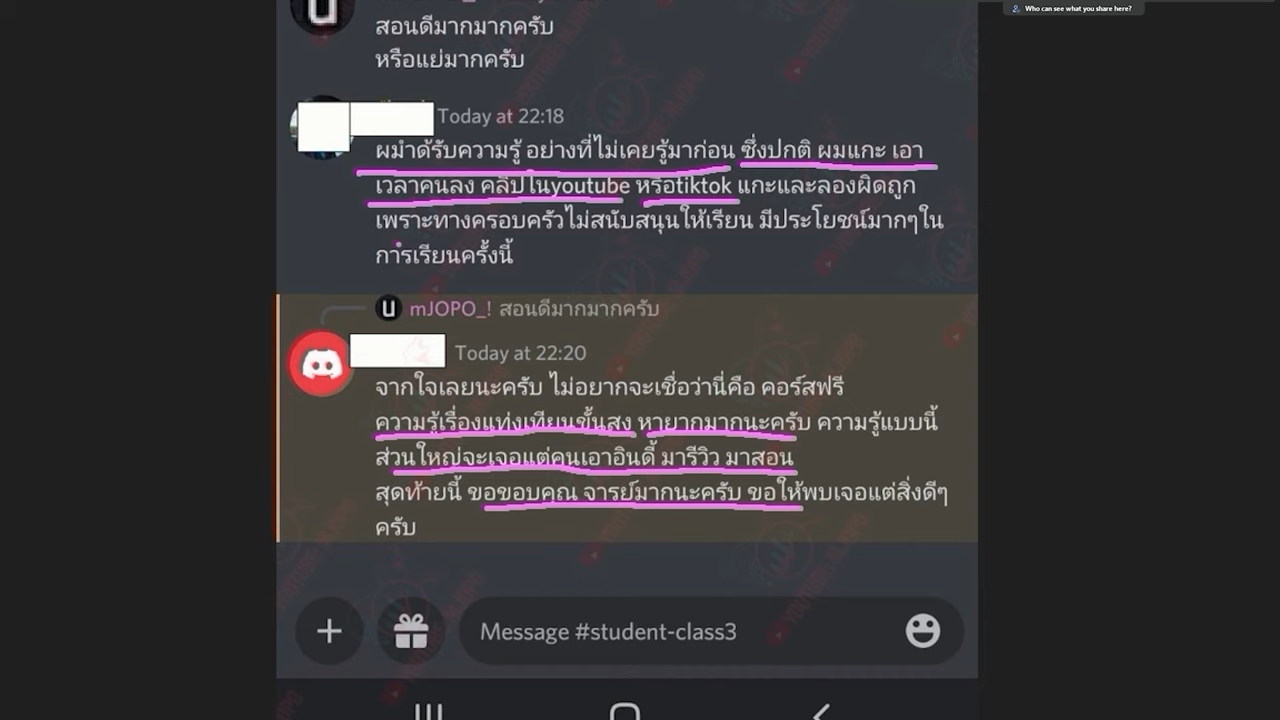 Who can see what you share here?
สอนดีมากมากครับ
หรือแย่มากครับ
Today at 22:18
ผมำด้รับความรู้ อย่างที่ไม่เคยรู้มาก่อน ซึ่งปกติ ผมแกะ เอา
เวลาคนลง คลิปในyoutube หรือtiktok แกะและลองผิดถูก
เพราะทางครอบครัวไม่สนับสนุนให้เรียน มีประโยชน์มากๆใน
การเรียนครั้งนี้
mJOPO_! สอนดีมากมากครับ
Today at 22:20
จากใจเลยนะครับ ไม่อยากจะเชื่อว่านี่คือ คอร์สฟรี
ความรู้เรื่องแท่งเทียนขั้นสูง หายากมากนะครับ ความรู้แบบนี้
ส่วนใหญ่จะเจอแต่คนเอาอินดี้ มารีวิว มาสอน
สุดท้ายนี้ ขอขอบคุณ จารย์มากนะครับ ขอให้พบเจอแต่สิ่งดีๆ
ครับ
Message #student-class3